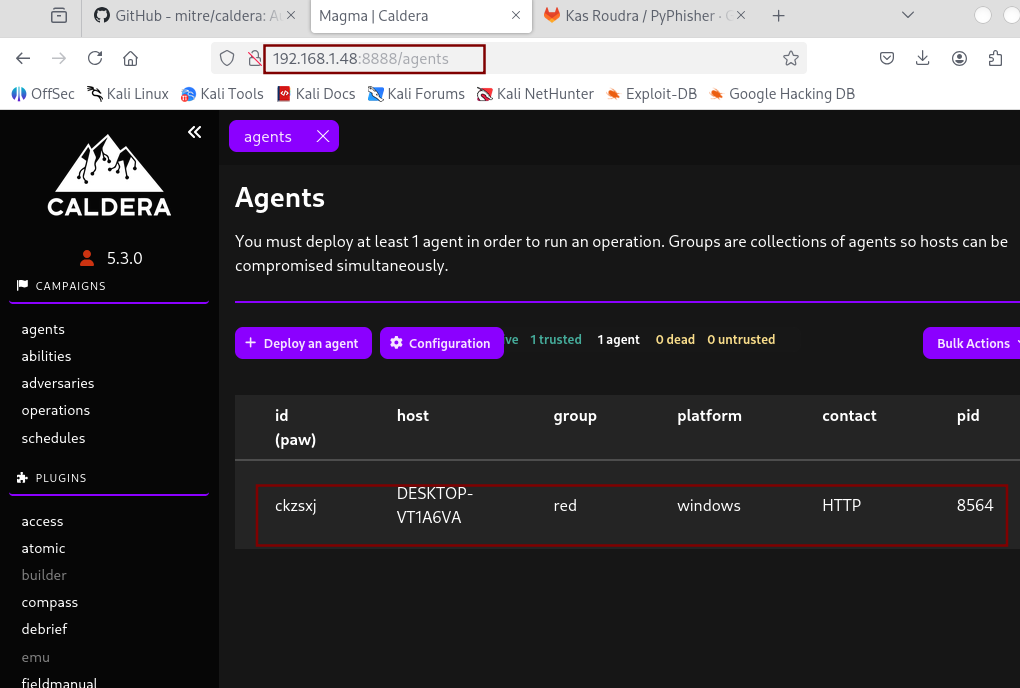 GitHub - mitre/caldera: A
Magma | Caldera
Kas Roudra / PyPhisher ·
192.168.1.48:8888/agents
OffSec
Kali Linux
Kali Tools
Kali Docs
Kali Forums
Kali NetHunter
Exploit-DB
Google Hacking DB
CALDERA
5.3.0
CAMPAIGNS
agents
abilities
adversaries
operations
schedules
PLUGINS
access
atomic
builder
compass
debrief
emu
fieldmanual
agents
Agents
You must deploy at least 1 agent in order to run an operation. Groups are collections of agents so hosts can be
compromised simultaneously.
Deploy an agent
Configuration
ve
1 trusted
1 agent
0 dead
0 untrusted
Bulk Actions
id
(paw)
host
group
platform
contact
pid
ckzsxj
DESKTOP-
VT1A6VA
red
windows
HTTP
8564